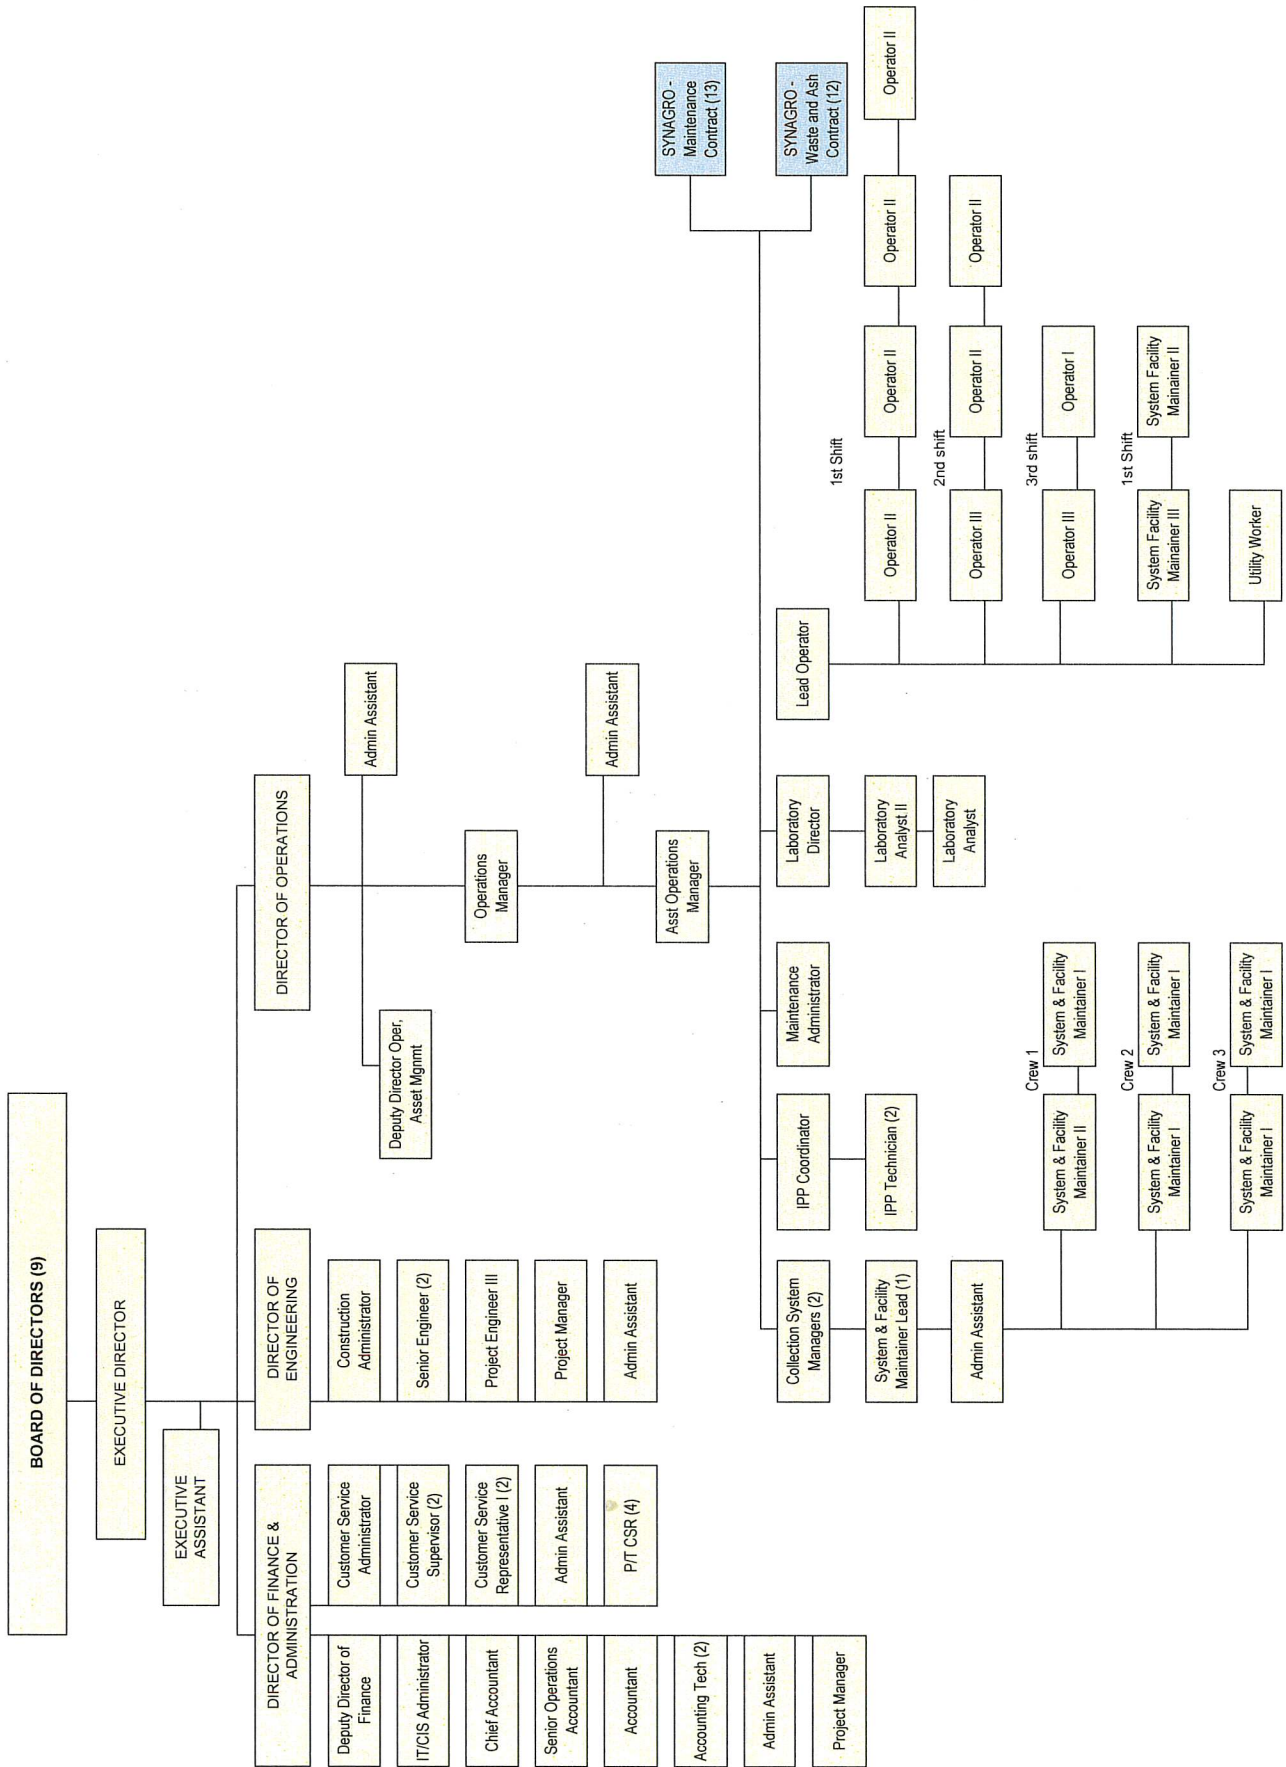 BOARD OF DIRECTORS (9)
EXECUTIVE DIRECTOR
EXECUTIVE
ASSISTANT
DIRECTOR OF FINANCE &
ADMINISTRATION
DIRECTOR OF
ENGINEERING
DIRECTOR OF OPERATIONS
Deputy Director of
Finance
IT/CIS Administrator
Chief Accountant
Senior Operations
Accountant
Accountant
Accounting Tech (2)
Admin Assistant
Project Manager
Customer Service
Administrator
Customer Service
Supervisor (2)
Customer Service
Representative I (2)
Admin Assistant
P/T CSR (4)
Construction
Administrator
Senior Engineer (2)
Project Engineer III
Project Manager
Admin Assistant
Deputy Director Oper,
Asset Mgnmt
Admin Assistant
Operations
Manager
Admin Assistant
Asst Operations
Manager
SYNAGRO -
Maintenance
Contract (13)
SYNAGRO -
Waste and Ash
Contract (12)
Collection System
Managers (2)
System & Facility
Maintainer Lead (1)
Admin Assistant
Crew 1
System & Facility
Maintainer II
System & Facility
Maintainer I
Crew 2
System & Facility
Maintainer I
System & Facility
Maintainer I
Crew 3
System & Facility
Maintainer I
System & Facility
Maintainer I
IPP Coordinator
IPP Technician (2)
Maintenance
Administrator
Laboratory
Director
Laboratory
Analyst II
Laboratory
Analyst
Lead Operator
1st Shift
Operator II
Operator II
Operator II
Operator II
2nd shift
Operator III
Operator II
Operator II
3rd shift
Operator III
Operator I
1st Shift
System Facility
Mainainer III
System Facility
Mainainer II
Utility Worker